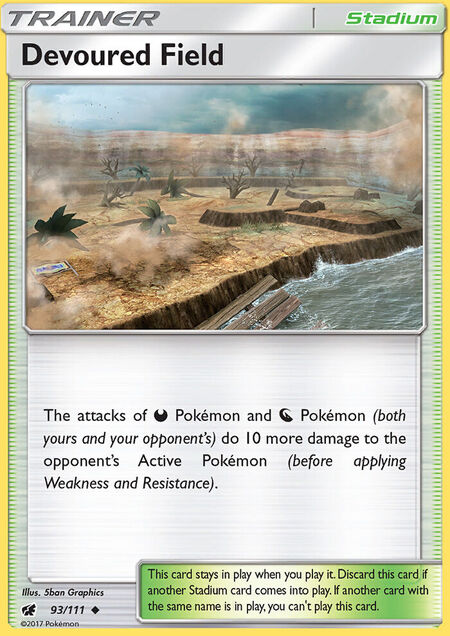 TRAINER
Stadium
Devoured Field
The attacks of Pokémon and Pokémon (both
yours and your opponent's) do 10 more damage to the
opponent's Active Pokémon (before applying
Weakness and Resistance).
Illus. 5ban Graphics
93/111
©2017 Pokémon
This card stays in play when you play it. Discard this card if
another Stadium card comes into play. If another card with
the same name is in play, you can't play this card.